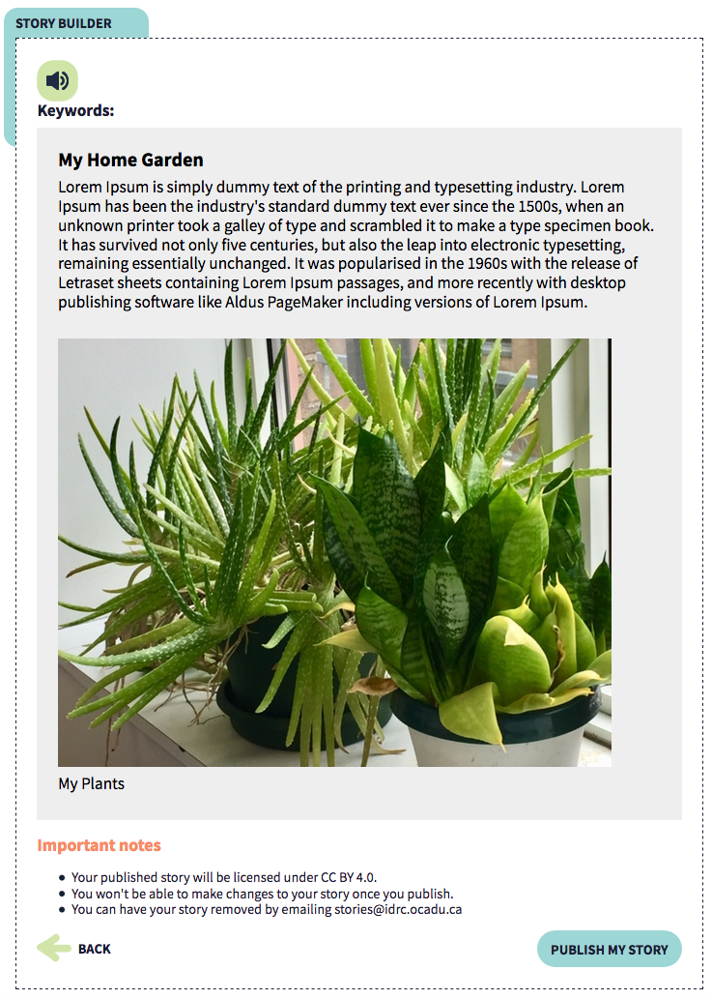 STORY BUILDER
Keywords:
My Home Garden
Lorem Ipsum is simply dummy text of the printing and typesetting industry. Lorem
Ipsum has been the industry's standard dummy text ever since the 1500s, when an
unknown printer took a galley of type and scrambled it to make a type specimen book.
It has survived not only five centuries, but also the leap into electronic typesetting,
remaining essentially unchanged. It was popularised in the 1960s with the release of
Letraset sheets containing Lorem Ipsum passages, and more recently with desktop
publishing software like Aldus PageMaker including versions of Lorem Ipsum.
My Plants
Important notes
● Your published story will be licensed under CC BY 4.0.
● You won't be able to make changes to your story once you publish.
● You can have your story removed by emailing stories@idrc.ocadu.ca
BACK
PUBLISH MY STORY